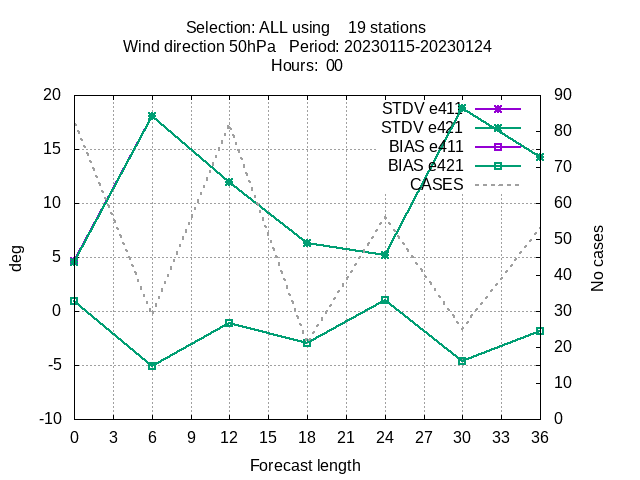 Selection: ALL using 19 stations
Wind direction 50hPa Period: 20230115-20230124
Hours: 00
20
15
10
5
0
-5
-10
deg
STDV e411
STDV e421
BIAS e411
BIAS e421
CASES
90
80
70
60
50
40
30
20
10
0
No cases
0 3 6 9 12 15 18 21 24 27 30 33 36
Forecast length